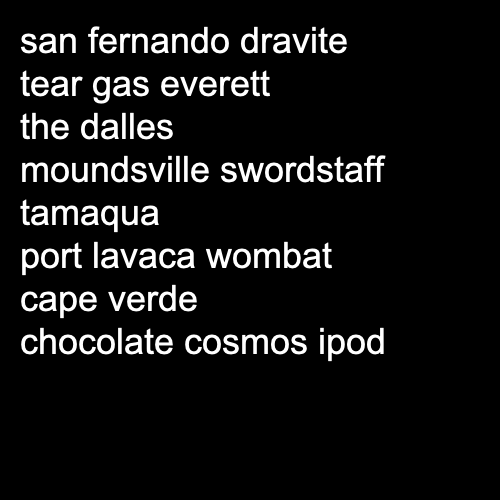 san fernando dravite
tear gas everett
the dalles
moundsville swordstaff
tamaqua
port lavaca wombat
cape verde
chocolate cosmos ipod